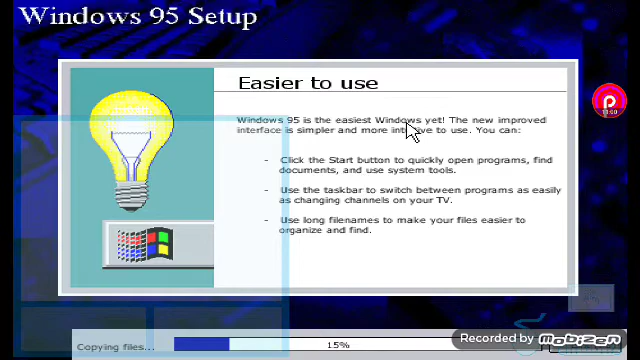 Windows 95 Setup
Easier to use
Windows 95 is the easiest Windows yet! The new improved
interface is simpler and more intuitive to use. You can:
- Click the Start button to quickly open programs, find
documents, and use system tools.
- Use the taskbar to switch between programs as easily
as changing channels on your TV.
- Use long filenames to make your files easier to
organize and find.
Copying files...
15%
Recorded by Mobizen